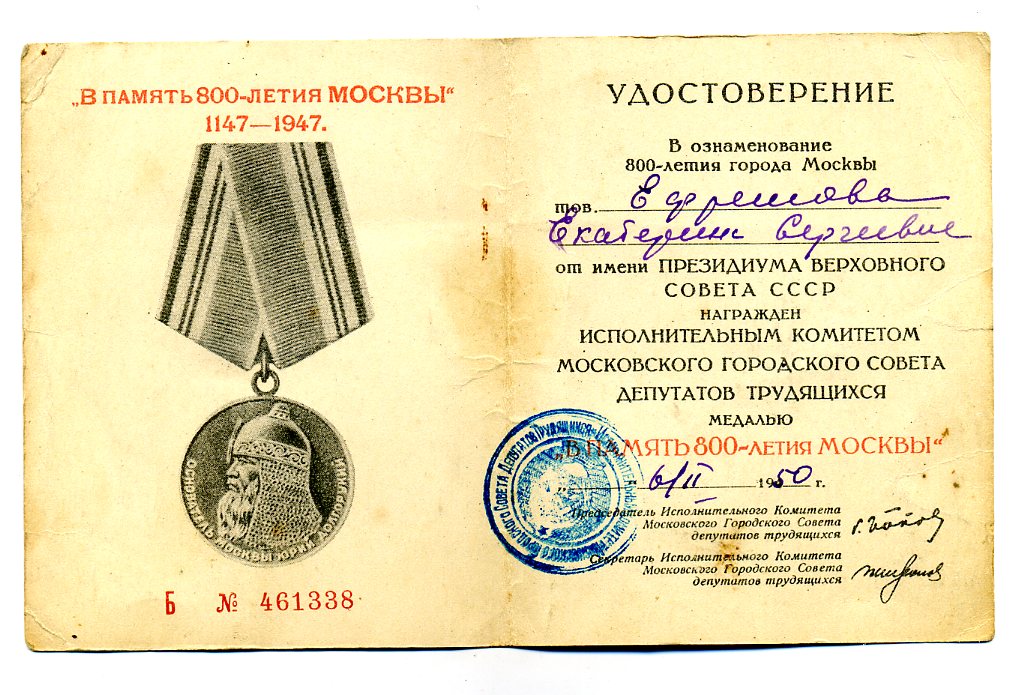 „В ПАМЯТЬ 800-ЛЕТИЯ МОСКВЫ“
1147—1947.
ОСНОВАТЕЛЬ МОСКВЫ ЮРИЙ ДОЛГОРУКИЙ
Б № 461338
УДОСТОВЕРЕНИЕ
В ознаменование
800-летия города Москвы
тов. Ефремова
Екатерина Сергеевна
от имени ПРЕЗИДИУМА ВЕРХОВНОГО
СОВЕТА СССР
НАГРАЖДЕН
ИСПОЛНИТЕЛЬНЫМ КОМИТЕТОМ
МОСКОВСКОГО ГОРОДСКОГО СОВЕТА
ДЕПУТАТОВ ТРУДЯЩИХСЯ
МЕДАЛЬЮ
„В ПАМЯТЬ 800-ЛЕТИЯ МОСКВЫ“
„ 6/II 1950 г.
Председатель Исполнительного Комитета
Московского Городского Совета
депутатов трудящихся
Секретарь Исполнительного Комитета
Московского Городского Совета
депутатов трудящихся